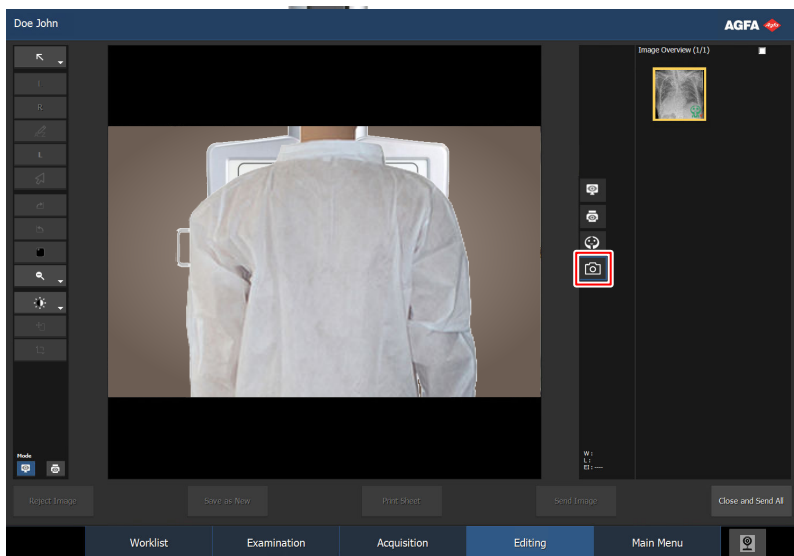 Doe John
AGFA
Image Overview (1/1)
R
L
Mode
W :
L :
EI : ---
Reject Image
Save as New
Print Sheet
Send Image
Close and Send All
Worklist
Examination
Acquisition
Editing
Main Menu